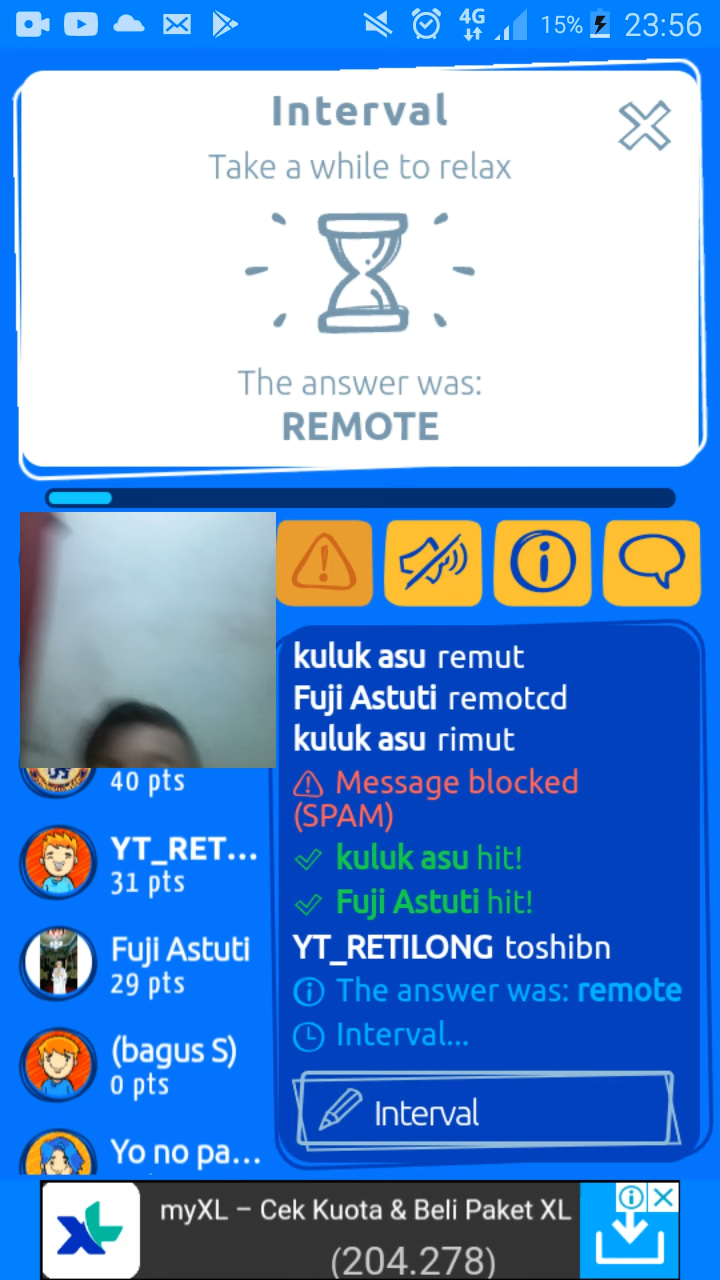 4G 15% 23:56
Interval
Take a while to relax
The answer was:
REMOTE
40 pts
YT_RET...
31 pts
Fuji Astuti
29 pts
(bagus S)
0 pts
Yo no pa...
kuluk asu remut
Fuji Astuti remotcd
kuluk asu rimut
Message blocked
(SPAM)
kuluk asu hit!
Fuji Astuti hit!
YT_RETILONG toshibn
The answer was: remote
Interval...
Interval
myXL – Cek Kuota & Beli Paket XL
(204.278)